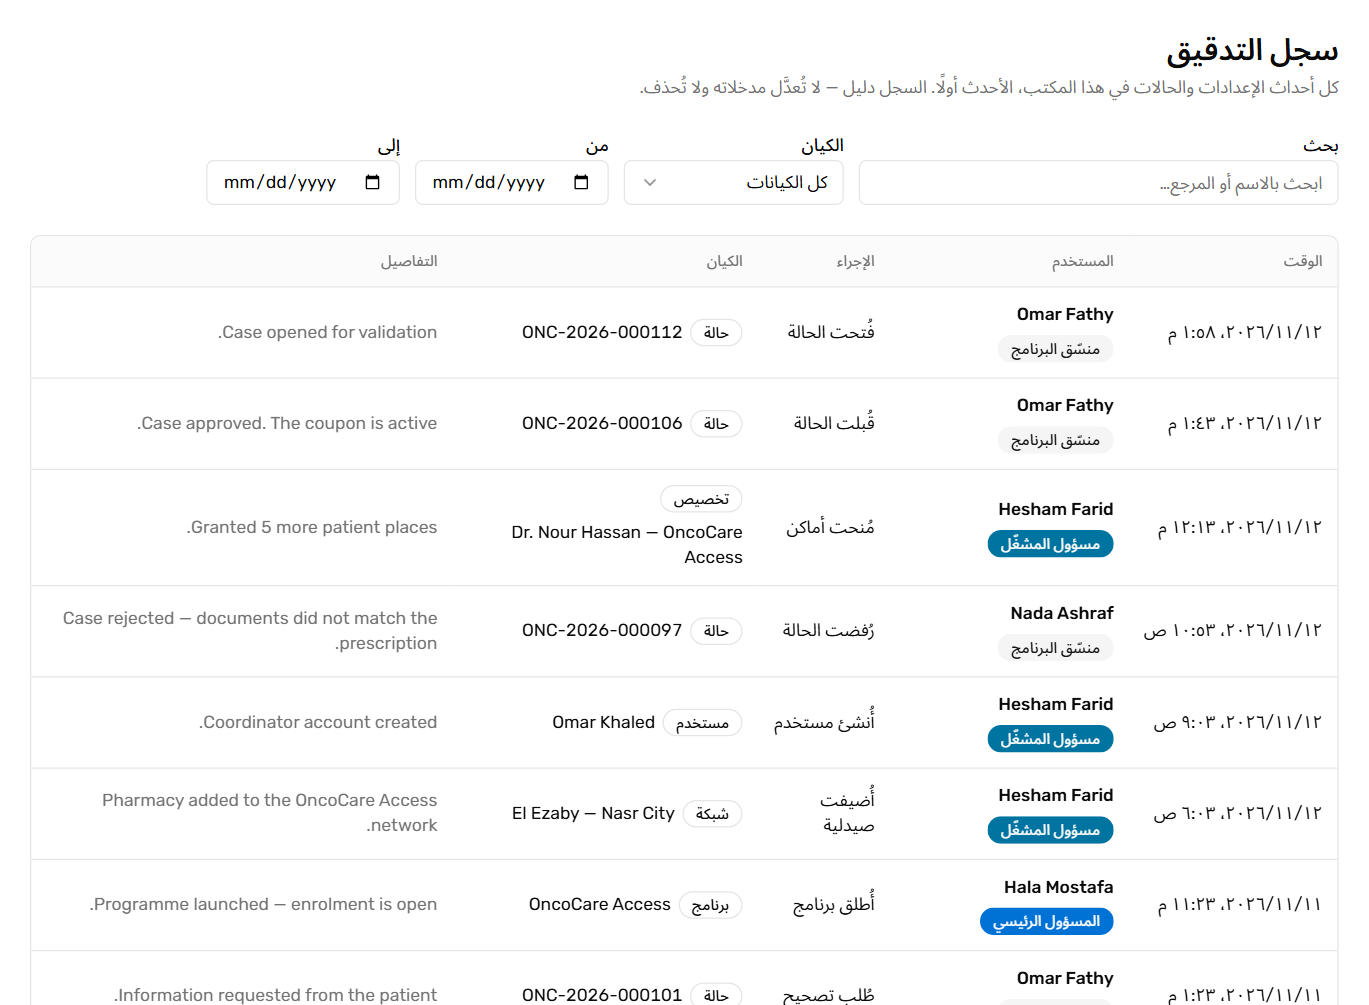 سجل التدقيق
كل أحداث الإعدادات والحالات في هذا المكتب، الأحدث أولًا. السجل دليل – لا تُعدَّل مدخلاته ولا تُحذف.
بحث الكيان من إلى
ابحث بالاسم أو المرجع... كل الكيانات mm/dd/yyyy mm/dd/yyyy
الوقت المستخدم الإجراء الكيان التفاصيل
٢٠٢٦/١١/١٢، ١:٥٨ م Omar Fathy فُتحت الحالة حالة ONC-2026-000112 Case opened for validation.
منسّق البرنامج
٢٠٢٦/١١/١٢، ١:٤٣ م Omar Fathy قُبلت الحالة حالة ONC-2026-000106 Case approved. The coupon is active.
منسّق البرنامج
٢٠٢٦/١١/١٢، ١٢:١٣ م Hesham Farid مُنحت أماكن تخصيص Granted 5 more patient places.
مسؤول المشغّل Dr. Nour Hassan – OncoCare
Access
٢٠٢٦/١١/١٢، ١٠:٥٣ ص Nada Ashraf رُفضت الحالة حالة ONC-2026-000097 Case rejected – documents did not match the
منسّق البرنامج prescription.
٢٠٢٦/١١/١٢، ٩:٠٣ ص Hesham Farid أُنشئ مستخدم مستخدم Omar Khaled Coordinator account created.
مسؤول المشغّل
٢٠٢٦/١١/١٢، ٦:٠٣ ص Hesham Farid أُضيفت شبكة El Ezaby – Nasr City Pharmacy added to the OncoCare Access
مسؤول المشغّل صيدلية network.
٢٠٢٦/١١/١١، ١١:٢٣ م Hala Mostafa أُطلق برنامج برنامج OncoCare Access Programme launched – enrolment is open.
المسؤول الرئيسي
٢٠٢٦/١١/١١، ١:٢٣ م Omar Fathy طُلب تصحيح حالة ONC-2026-000101 Information requested from the patient.